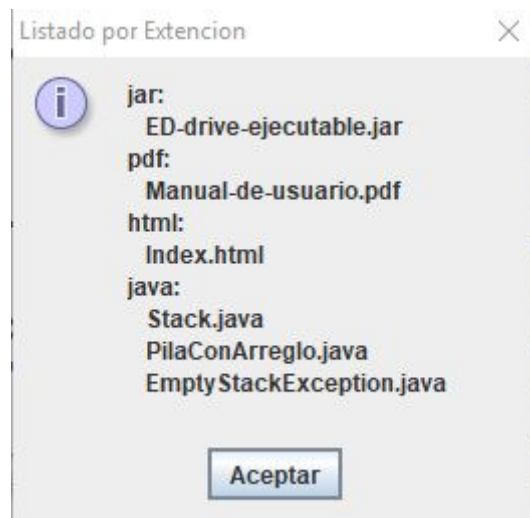 Listado por Extencion
jar:
ED-drive-ejecutable.jar
pdf:
Manual-de-usuario.pdf
html:
Index.html
java:
Stack.java
PilaConArreglo.java
EmptyStackException.java
Aceptar